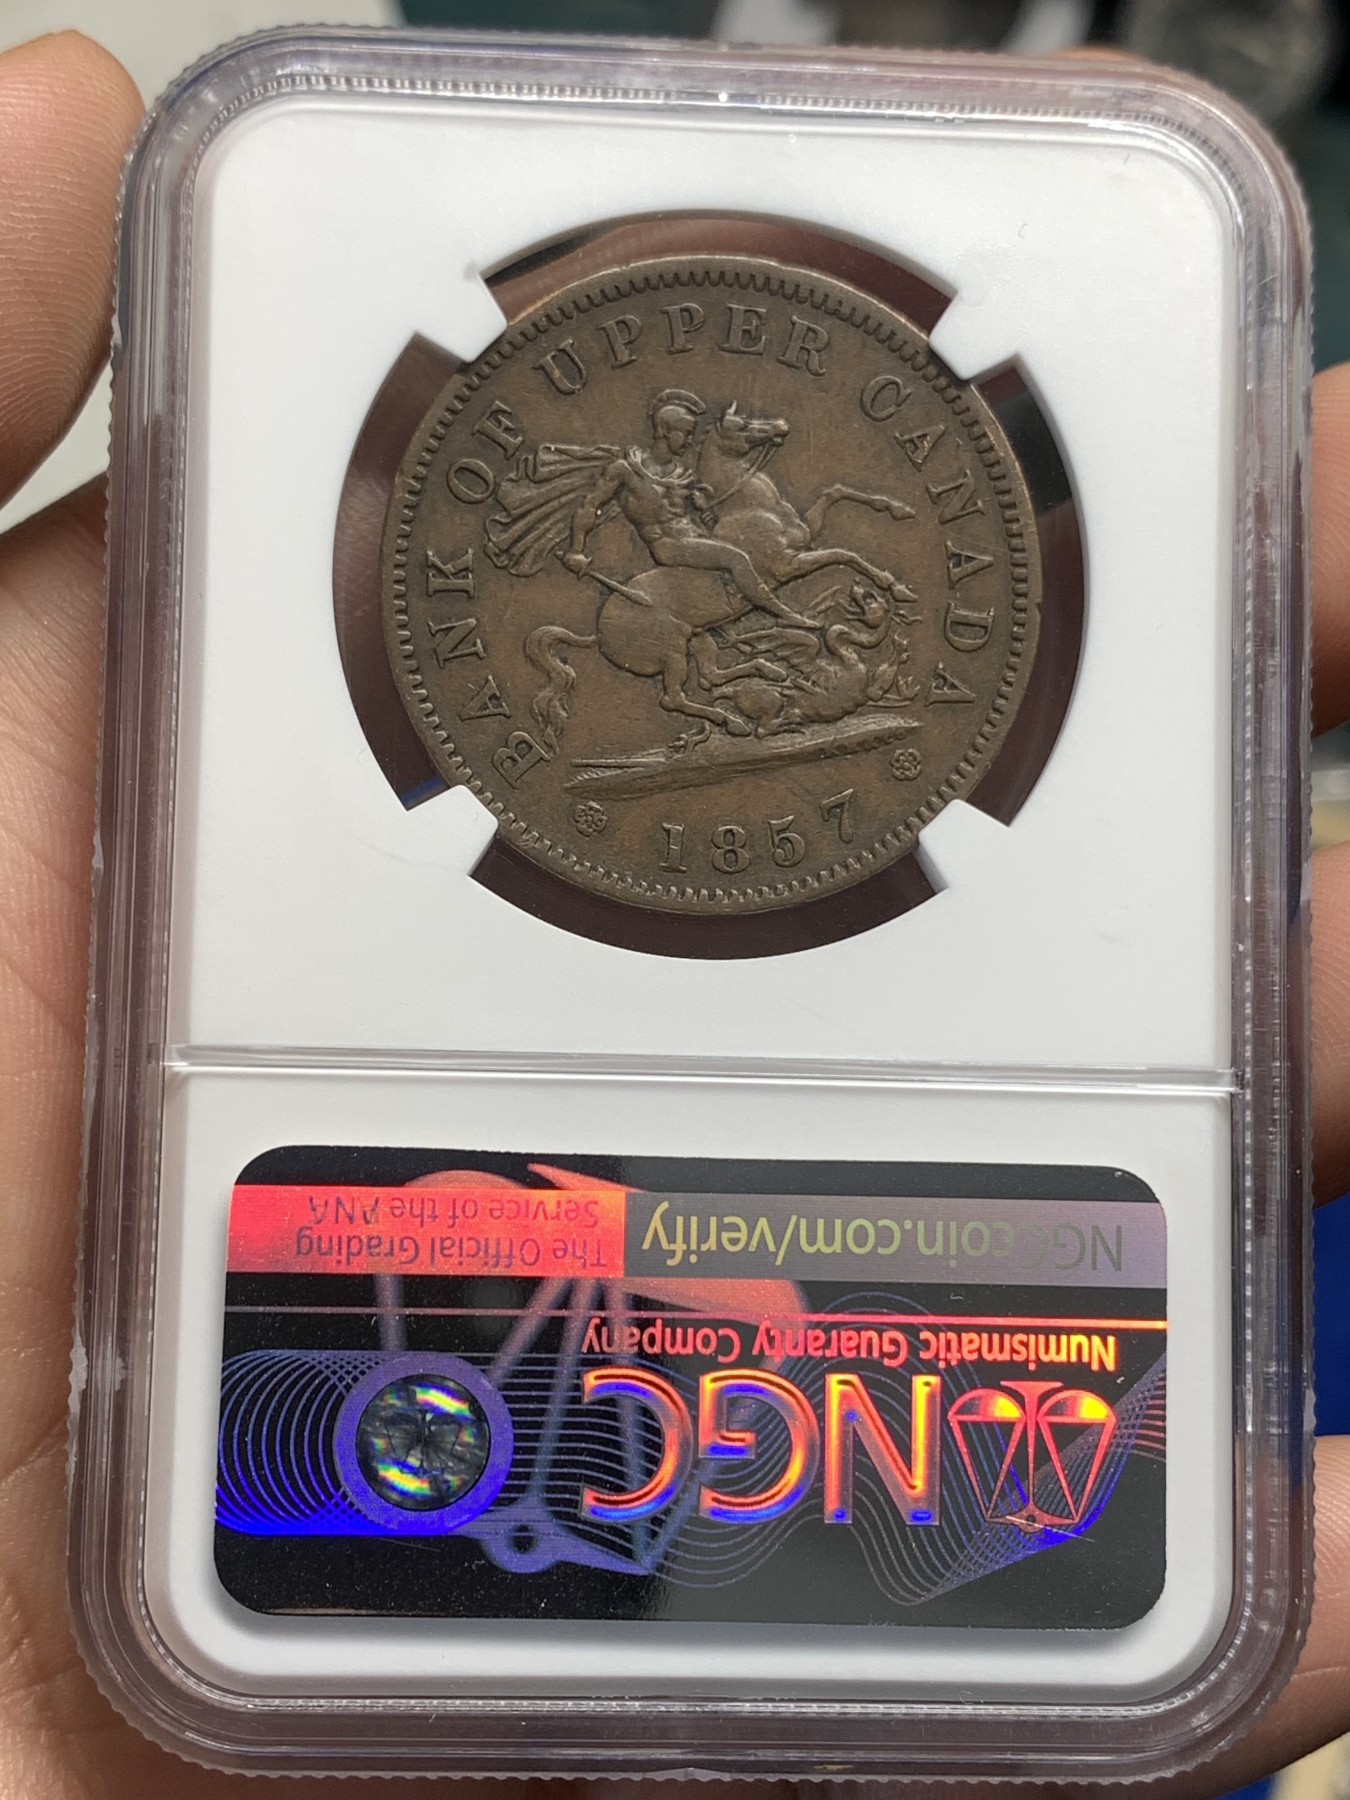 BANK OF UPPER CANADA
1857
NGC
Numismatic Guaranty Company
NGCcoin.com/verify
The Official Grading
Service of the ANA